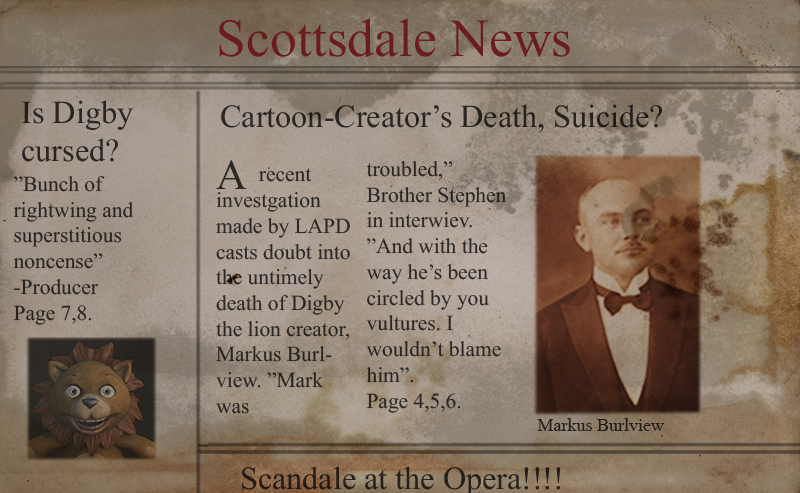 Scottsdale News
Is Digby
cursed?
”Bunch of
rightwing and
superstitious
noncense”
-Producer
Page 7,8.
Cartoon-Creator’s Death, Suicide?
A recent
investgation
made by LAPD
casts doubt into
the untimely
death of Digby
the lion creator,
Markus Burl-
view. ”Mark
was
troubled,”
Brother Stephen
in interwiev.
”And with the
way he’s been
circled by you
vultures. I
wouldn’t blame
him”.
Page 4,5,6.
Markus Burlview
Scandale at the Opera!!!!